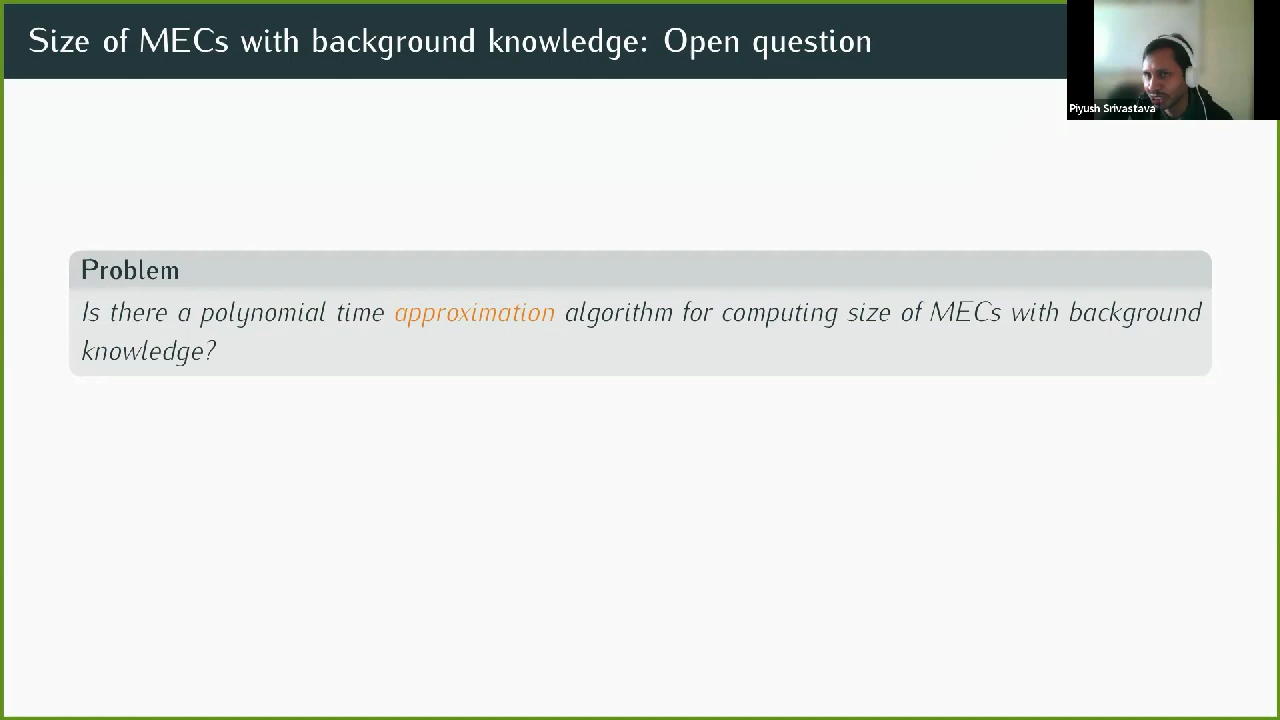 Size of MECs with background knowledge: Open question
Piyush Srivastava
Problem
Is there a polynomial time approximation algorithm for computing size of MECs with background
knowledge?